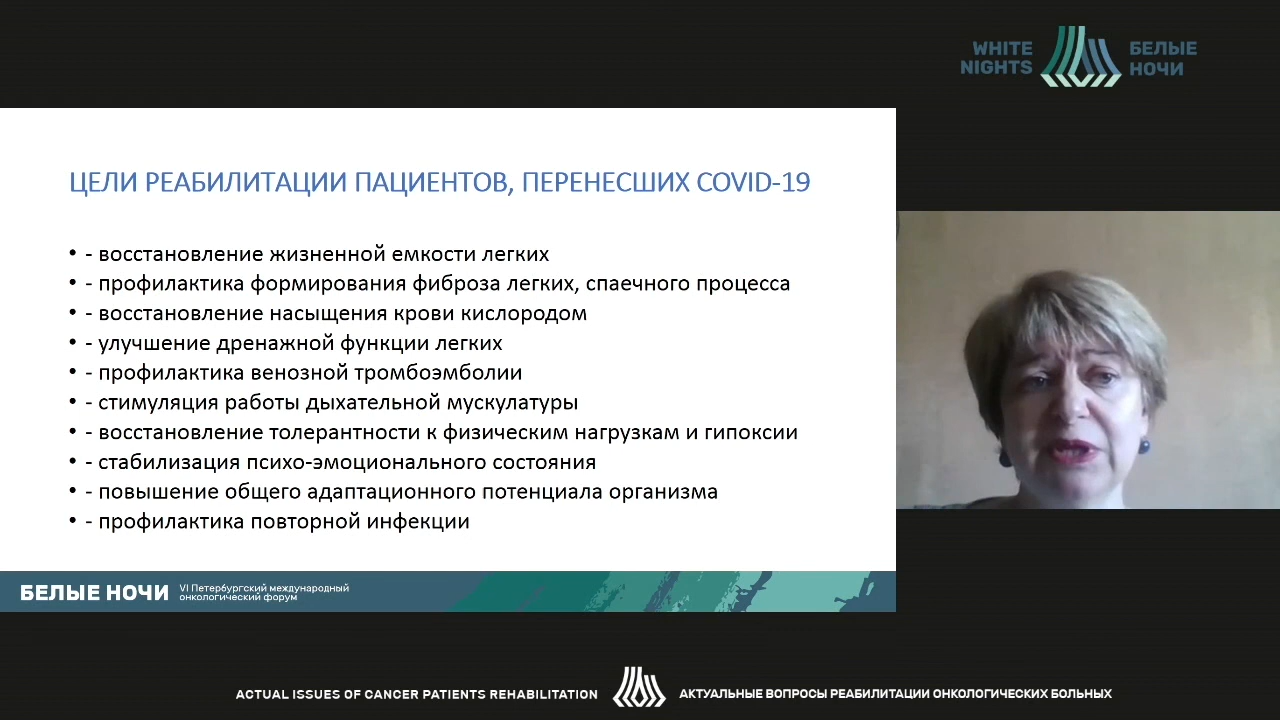 WHITE
NIGHTS
БЕЛЫЕ
НОЧИ
ЦЕЛИ РЕАБИЛИТАЦИИ ПАЦИЕНТОВ, ПЕРЕНЕСШИХ COVID-19
• - восстановление жизненной емкости легких
• - профилактика формирования фиброза легких, спаечного процесса
• - восстановление насыщения крови кислородом
• - улучшение дренажной функции легких
• - профилактика венозной тромбоэмболии
• - стимуляция работы дыхательной мускулатуры
• - восстановление толерантности к физическим нагрузкам и гипоксии
• - стабилизация психо-эмоционального состояния
• - повышение общего адаптационного потенциала организма
• - профилактика повторной инфекции
БЕЛЫЕ НОЧИ
VI Петербургский международный
онкологический форум
ACTUAL ISSUES OF CANCER PATIENTS REHABILITATION
АКТУАЛЬНЫЕ ВОПРОСЫ РЕАБИЛИТАЦИИ ОНКОЛОГИЧЕСКИХ БОЛЬНЫХ